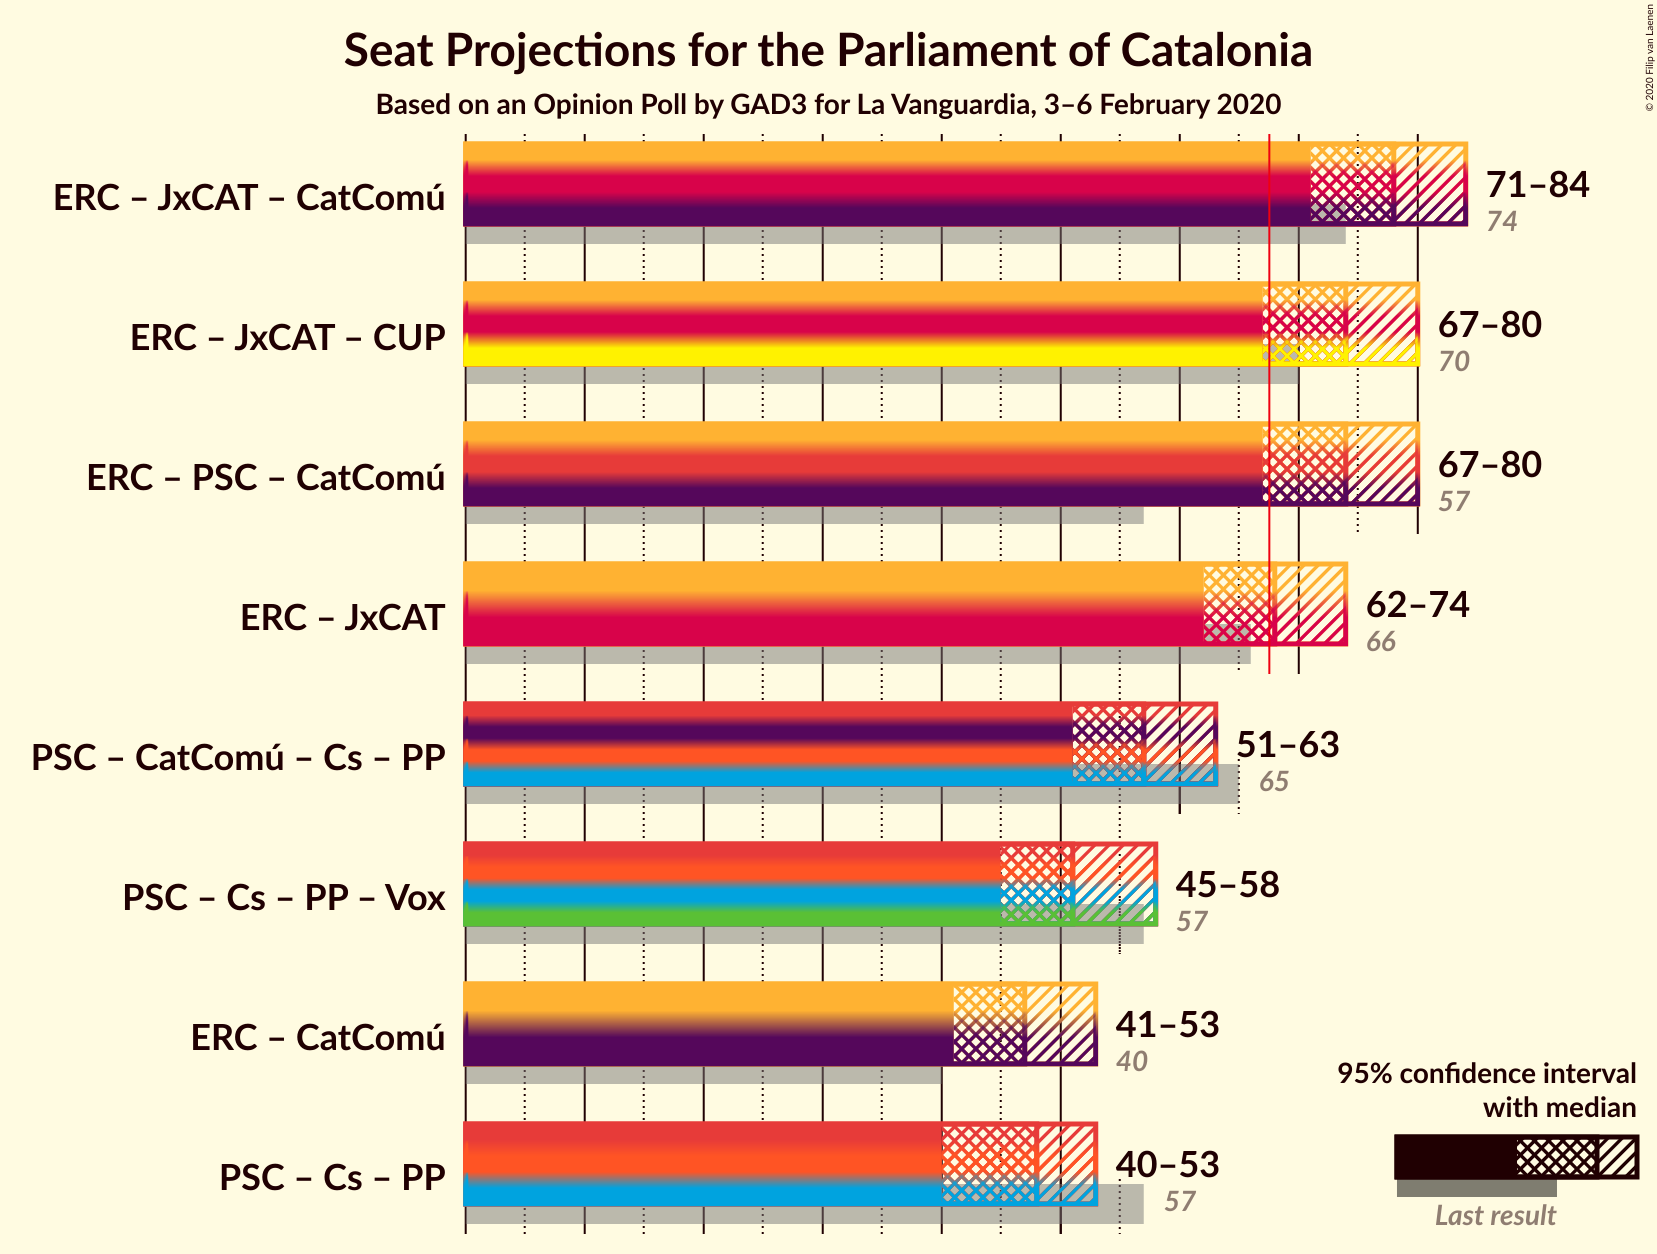 Seat Projections for the Parliament of Catalonia
Based on an Opinion Poll by GAD3 for La Vanguardia, 3–6 February 2020
© 2020 Filip van Laenen
ERC – JxCAT – CatComú
71–84
74
ERC – JxCAT – CUP
67–80
70
ERC – PSC – CatComú
67–80
57
ERC – JxCAT
62–74
66
PSC – CatComú – Cs – PP
51–63
65
PSC – Cs – PP – Vox
45–58
57
ERC – CatComú
41–53
40
PSC – Cs – PP
40–53
57
95% confidence interval
with median
Last result